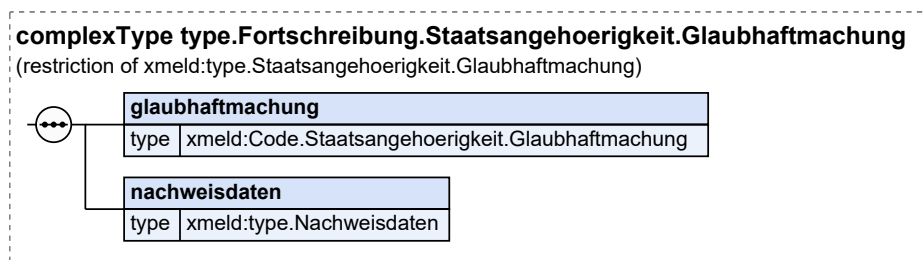 complexType type.Fortschreibung.Staatsangehoerigkeit.Glaubhaftmachung
(restriction of xmeld:type.Staatsangehoerigkeit.Glaubhaftmachung)
glaubhaftmachung
type xmeld:Code.Staatsangehoerigkeit.Glaubhaftmachung
nachweisdaten
type xmeld:type.Nachweisdaten